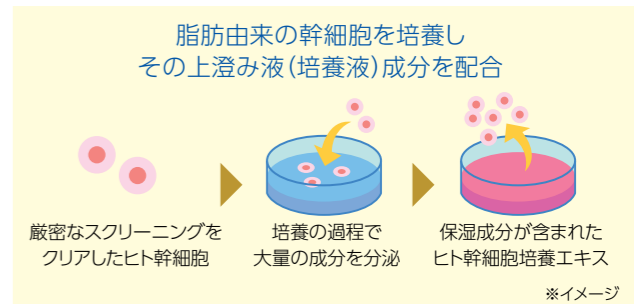 脂肪由来の幹細胞を培養し
その上澄み液(培養液)成分を配合
厳密なスクリーニングを
クリアしたヒト幹細胞
培養の過程で
大量の成分を分泌
保湿成分が含まれた
ヒト幹細胞培養エキス
※イメージ